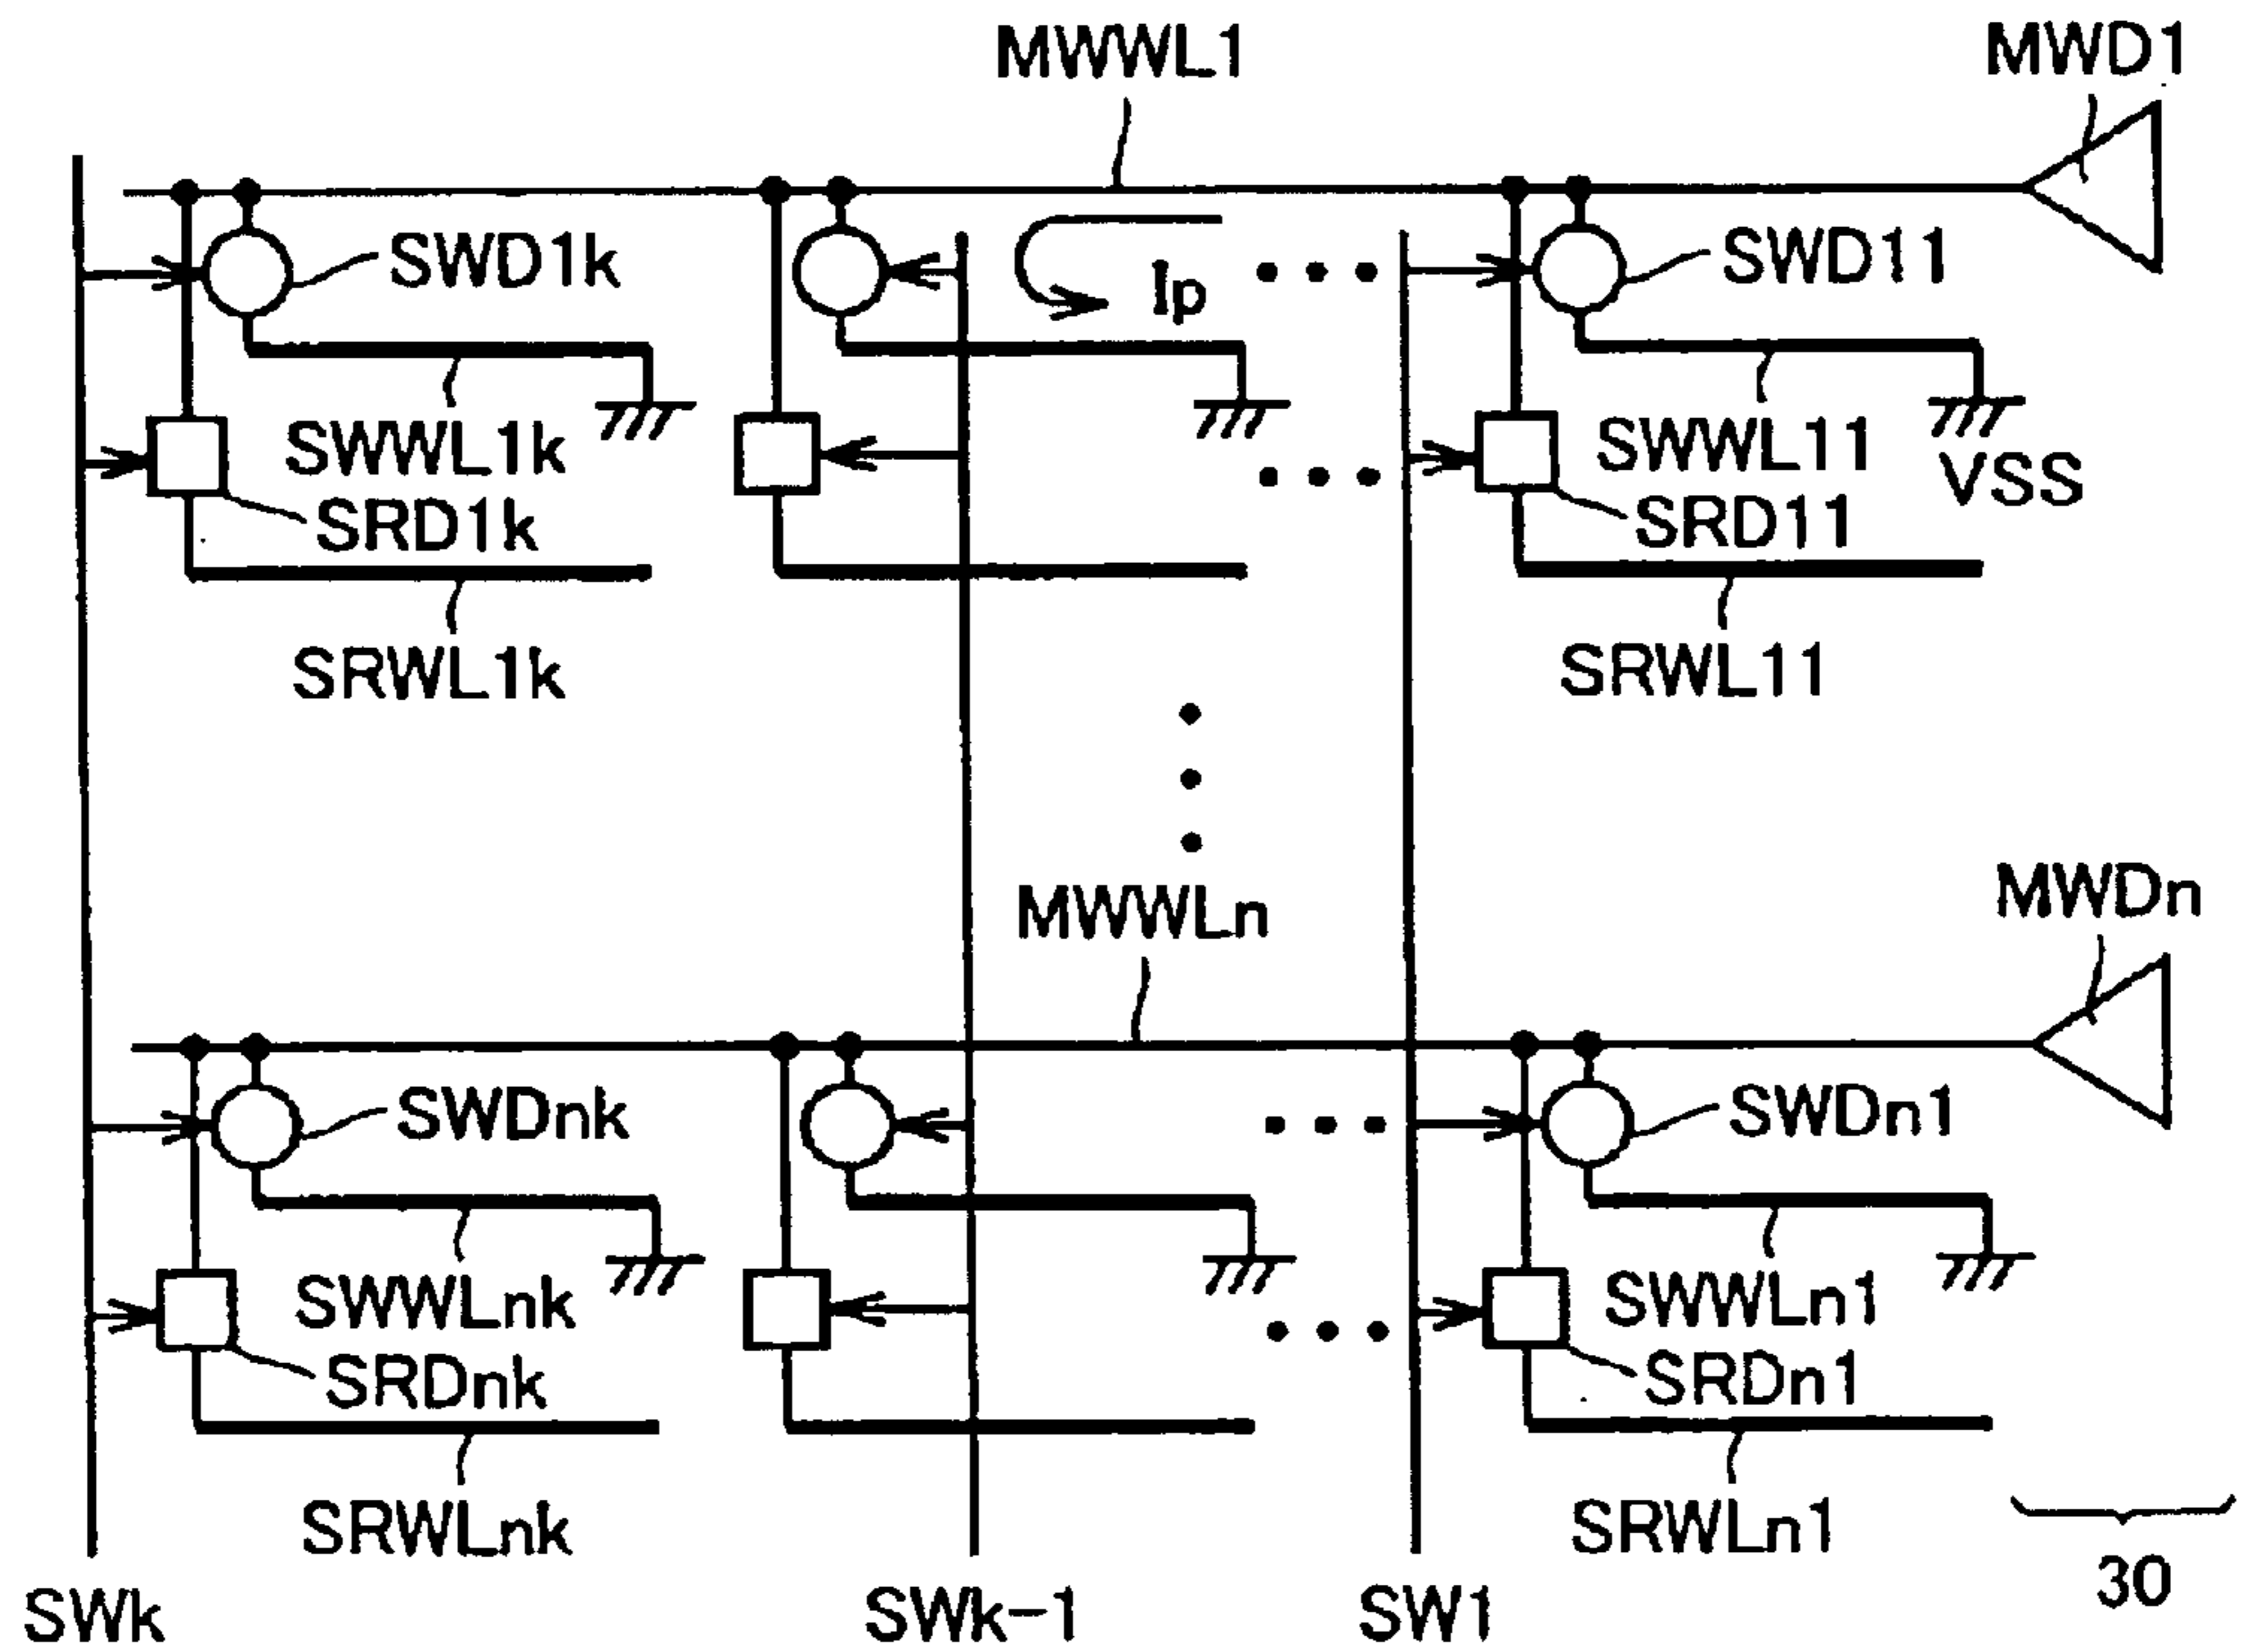 MWWL1
MWD1
SWD1k
Ip
SWD11
SWWL1k
SWWL11
VSS
SRD1k
SRD11
SRWL1k
SRWL11
MWWLn
MWDn
SWDnk
SWDn1
SWWLnk
SWWLn1
SRDnk
SRDn1
SRWLnk
SRWLn1
30
SWk
SWk-1
SW1